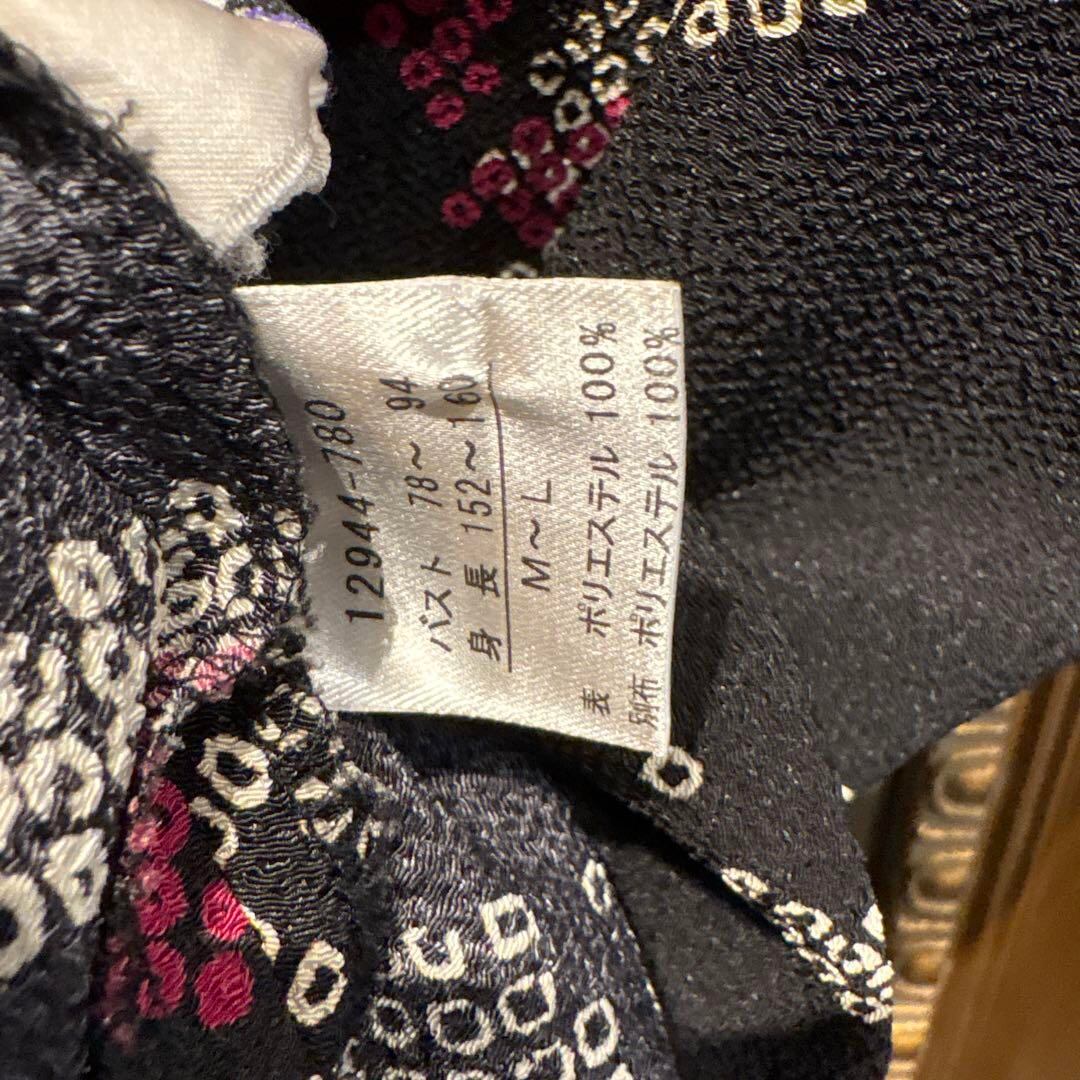 12944-780
バスト 78～ 94
身 長 152～160
M～L
表 ポリエステル 100%
別布 ポリエステル 100%